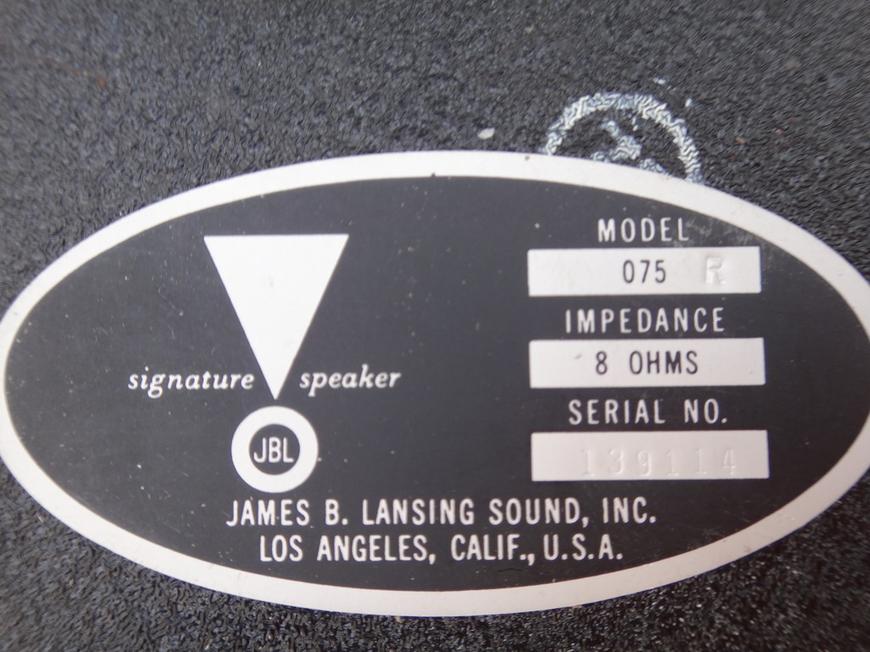 MODEL
075 R
IMPEDANCE
8 OHMS
signature speaker
SERIAL NO.
139114
JBL
JAMES B. LANSING SOUND, INC.
LOS ANGELES, CALIF., U.S.A.